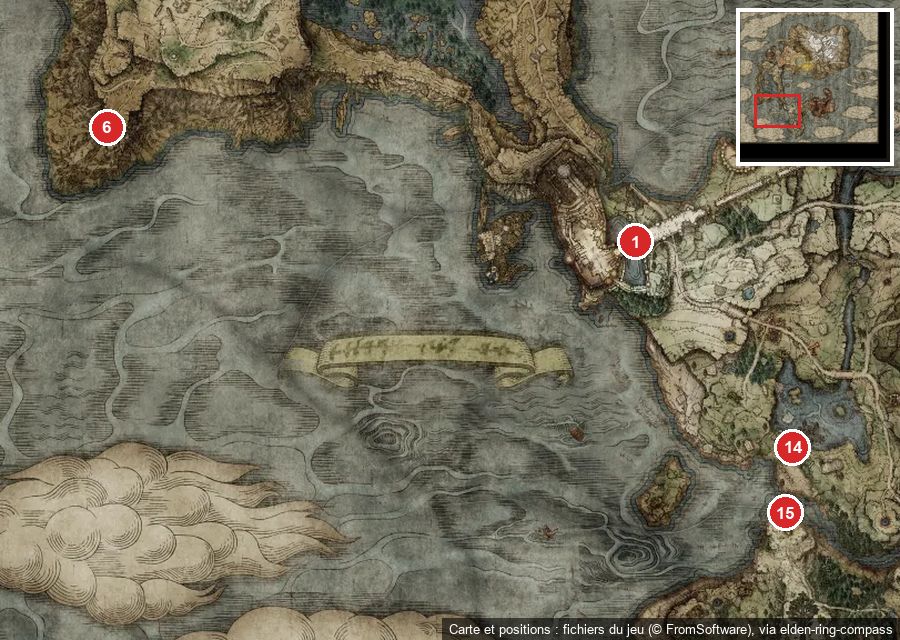 6
1
14
15
Carte et positions : fichiers du jeu (© FromSoftware), via elden-ring-compass